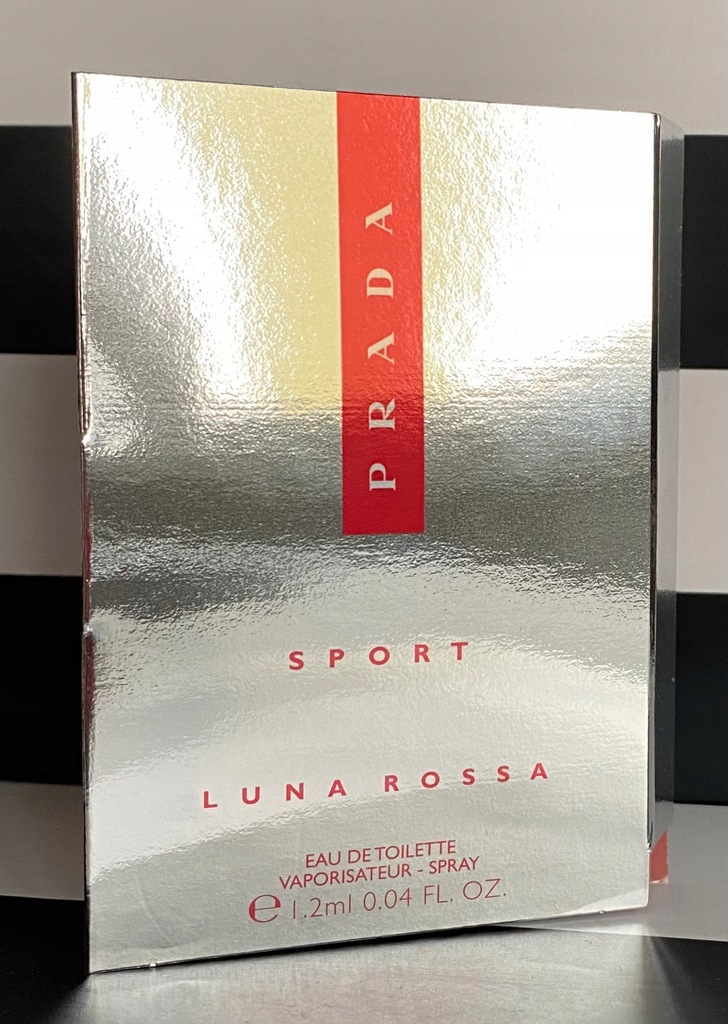 PRADA
SPORT
LUNA ROSSA
EAU DE TOILETTE
VAPORISATEUR - SPRAY
℮ 1.2ml 0.04 FL. OZ.